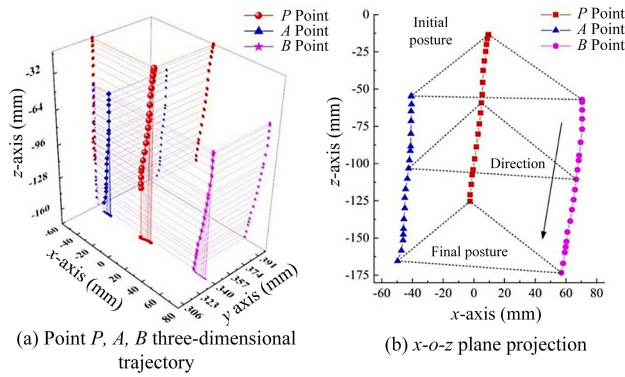 P Point
A Point
B Point
-32
-64
-96
-128
-160
z-axis (mm)
-60
-40
-20
0
20
40
60
80
x-axis (mm)
306
323
340
357
374
391
y axis (mm)
(a) Point P, A, B three-dimensional
trajectory
P Point
A Point
B Point
Initial
posture
Direction
Final posture
0
-25
-50
-75
-100
-125
-150
-175
z-axis (mm)
-60
-40
-20
0
20
40
60
80
x-axis (mm)
(b) x-o-z plane projection